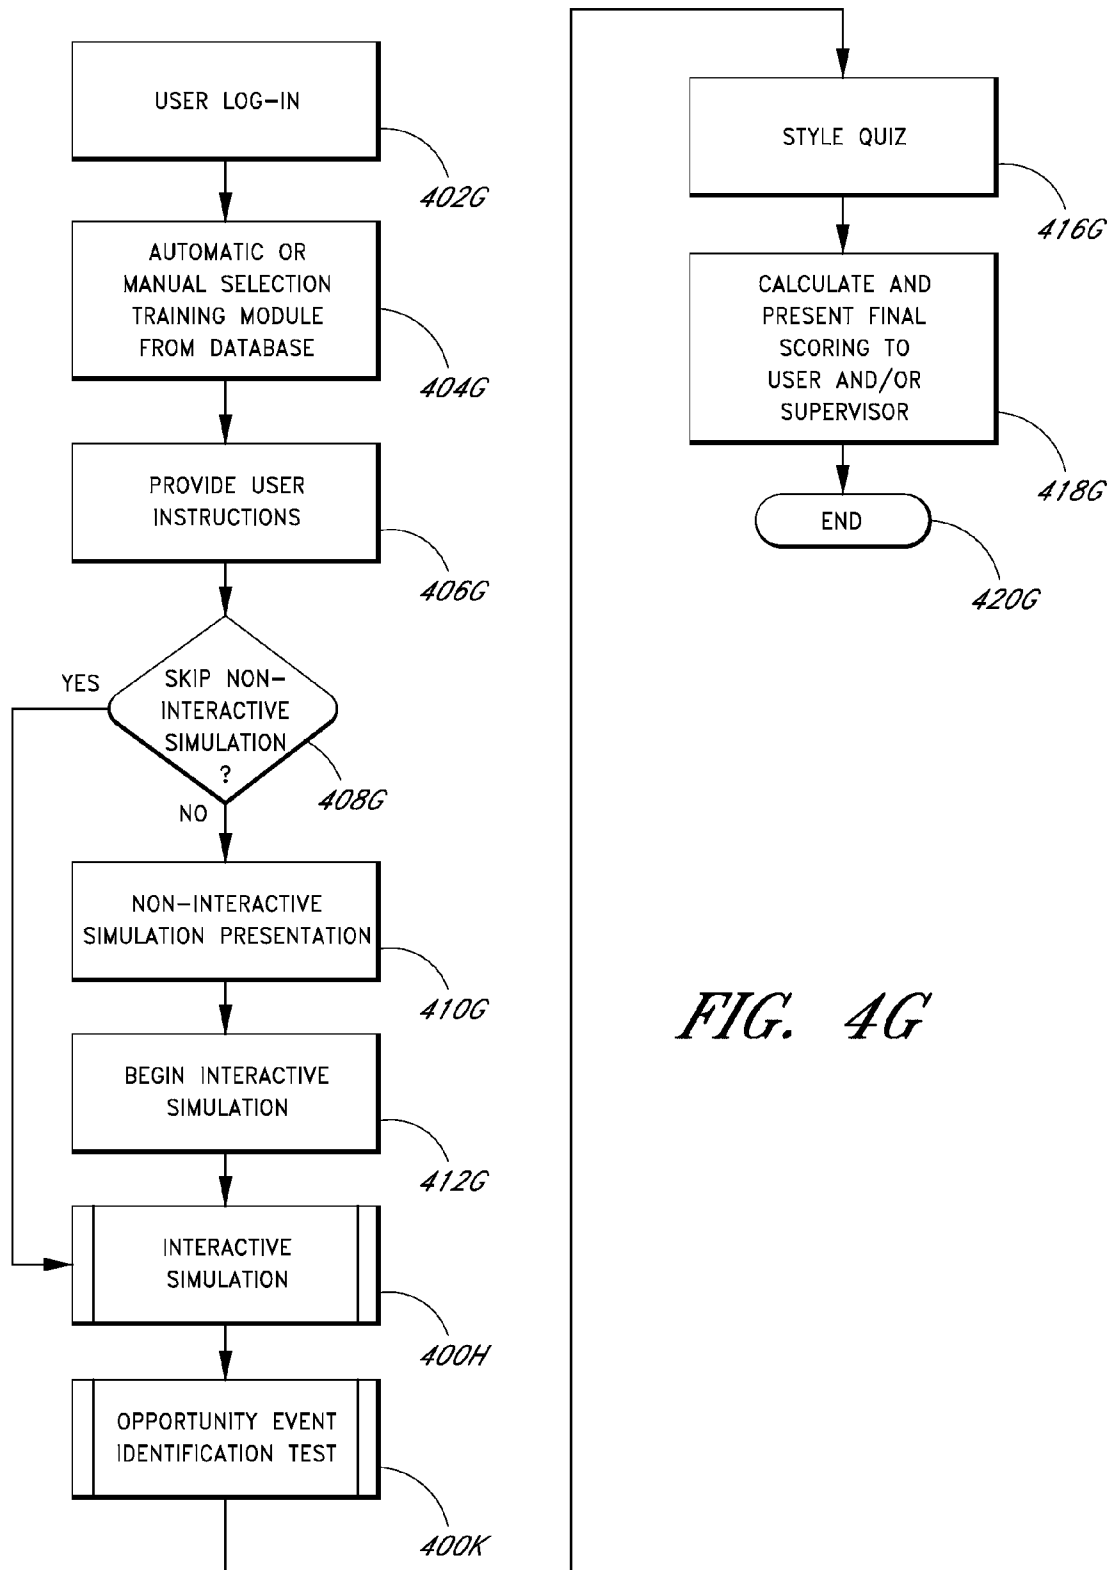 USER LOG-IN
402G
AUTOMATIC OR
MANUAL SELECTION
TRAINING MODULE
FROM DATABASE
404G
PROVIDE USER
INSTRUCTIONS
406G
YES
SKIP NON-
INTERACTIVE
SIMULATION
?
408G
NO
NON-INTERACTIVE
SIMULATION PRESENTATION
410G
BEGIN INTERACTIVE
SIMULATION
412G
INTERACTIVE
SIMULATION
400H
OPPORTUNITY EVENT
IDENTIFICATION TEST
400K
STYLE QUIZ
416G
CALCULATE AND
PRESENT FINAL
SCORING TO
USER AND/OR
SUPERVISOR
418G
END
420G
FIG. 4G